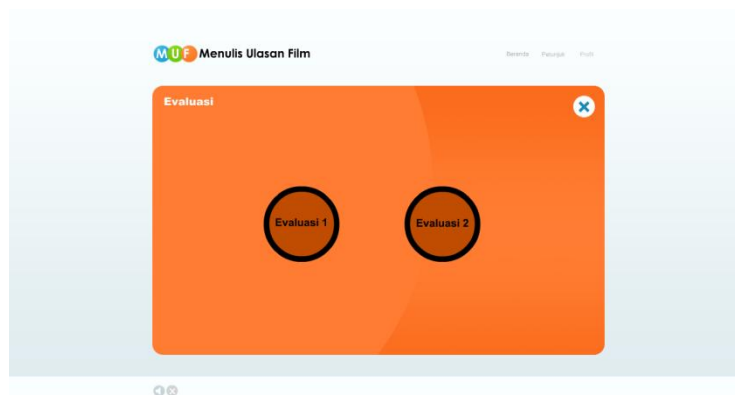 MUF Menulis Ulasan Film
Beranda Petunjuk Profil
Evaluasi
Evaluasi 1
Evaluasi 2